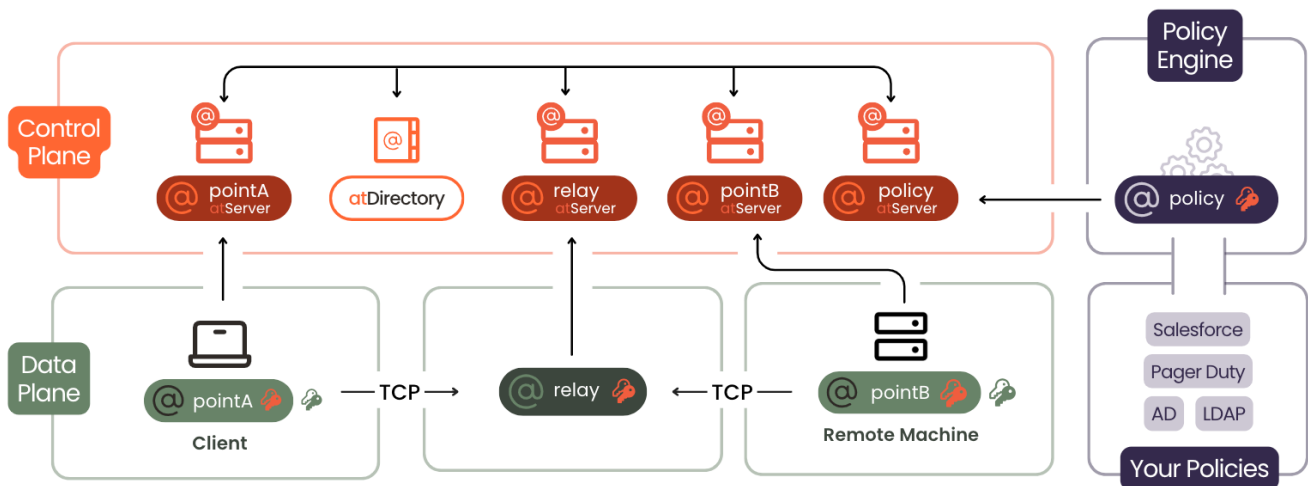 Policy
Engine
Control
Plane
@
@
@
@
@
@ pointA
atServer
atDirectory
@ relay
atServer
@ pointB
atServer
@ policy
atServer
@ policy
Data
Plane
@ pointA
Client
TCP
@ relay
TCP
@ pointB
Remote Machine
Salesforce
Pager Duty
AD
LDAP
Your Policies